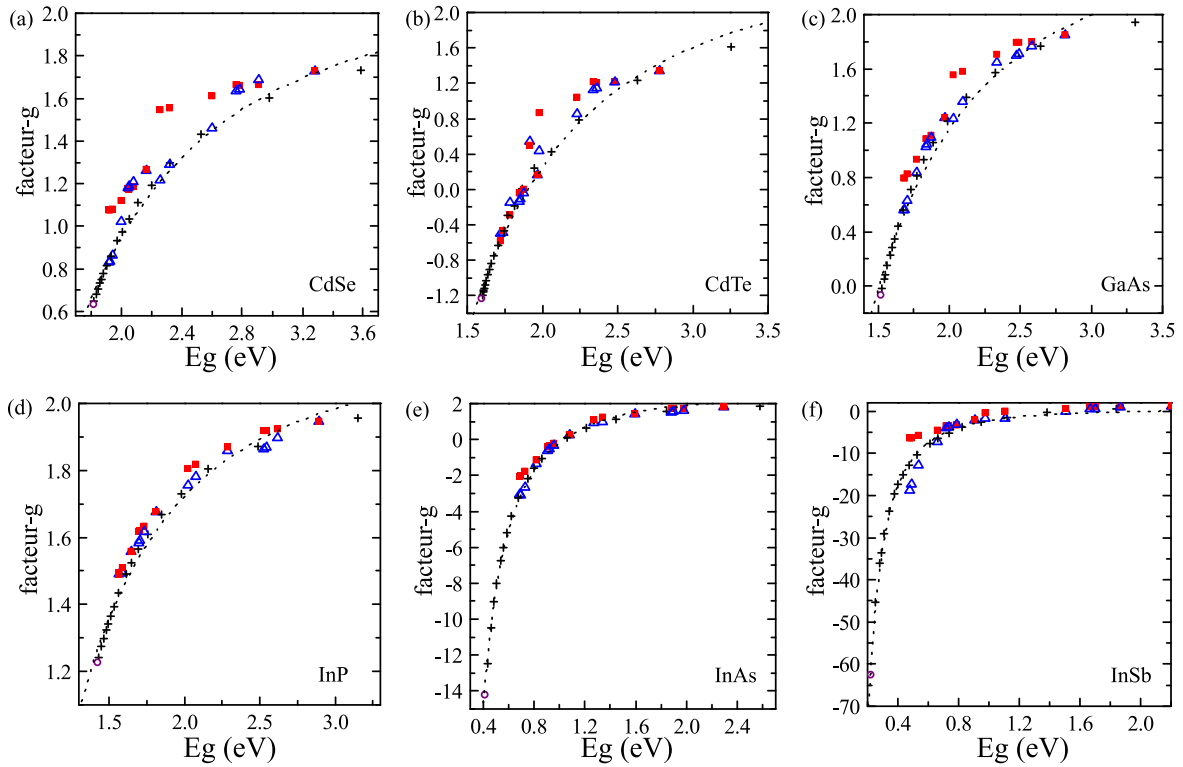 (a)
2.0
1.8
1.6
1.4
1.2
1.0
0.8
0.6
facteur-g
CdSe
2.0 2.4 2.8 3.2 3.6
Eg (eV)
(b)
2.0
1.6
1.2
0.8
0.4
0.0
-0.4
-0.8
-1.2
facteur-g
CdTe
1.5 2.0 2.5 3.0 3.5
Eg (eV)
(c)
2.0
1.6
1.2
0.8
0.4
0.0
facteur-g
GaAs
1.5 2.0 2.5 3.0 3.5
Eg (eV)
(d)
2.0
1.8
1.6
1.4
1.2
facteur-g
InP
1.5 2.0 2.5 3.0
Eg (eV)
(e)
2
0
-2
-4
-6
-8
-10
-12
-14
facteur-g
InAs
0.4 0.8 1.2 1.6 2.0 2.4
Eg (eV)
(f)
0
-10
-20
-30
-40
-50
-60
-70
facteur-g
InSb
0.4 0.8 1.2 1.6 2.0
Eg (eV)